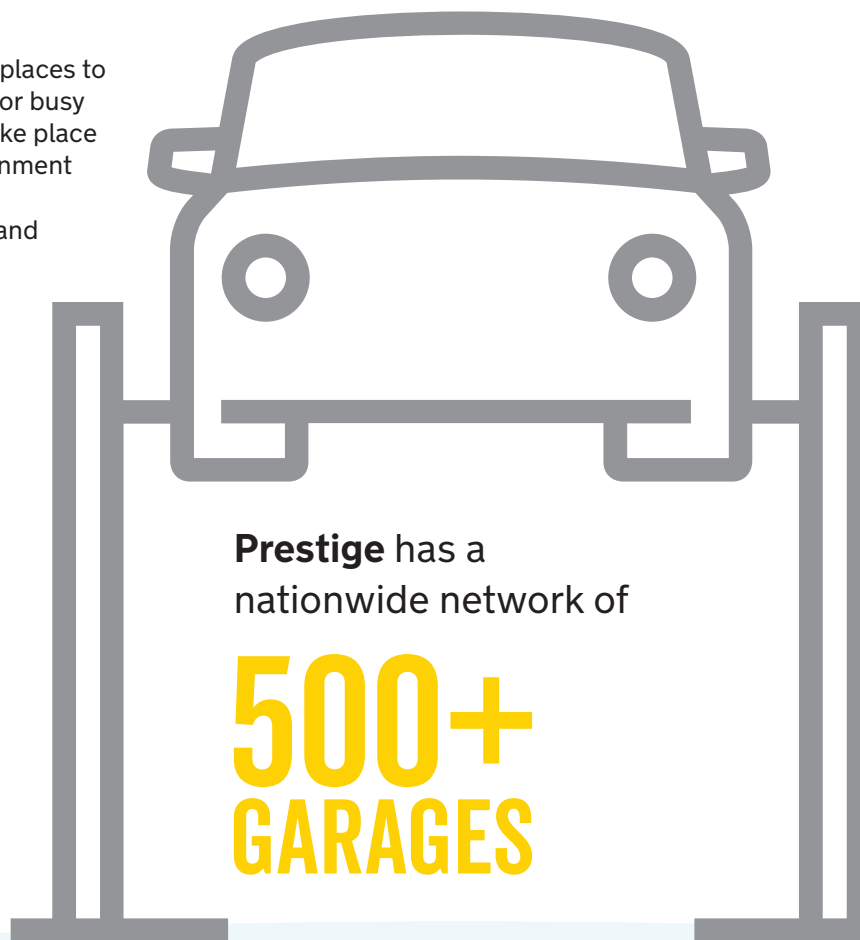 places to
or busy
ke place
nment
and
Prestige has a
nationwide network of
500+
GARAGES